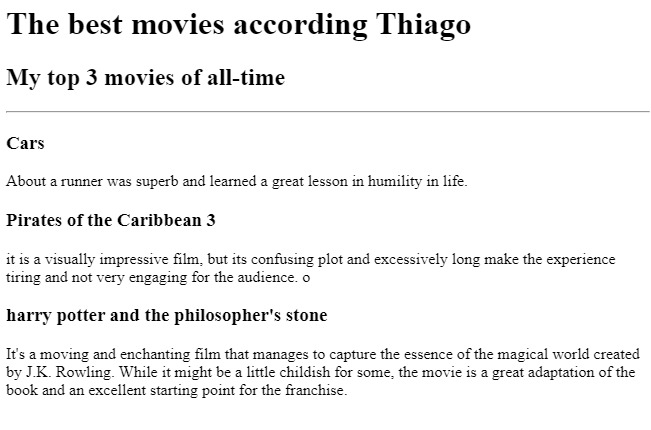 The best movies according Thiago
My top 3 movies of all-time
Cars
About a runner was superb and learned a great lesson in humility in life.
Pirates of the Caribbean 3
it is a visually impressive film, but its confusing plot and excessively long make the experience
tiring and not very engaging for the audience. o
harry potter and the philosopher's stone
It's a moving and enchanting film that manages to capture the essence of the magical world created
by J.K. Rowling. While it might be a little childish for some, the movie is a great adaptation of the
book and an excellent starting point for the franchise.